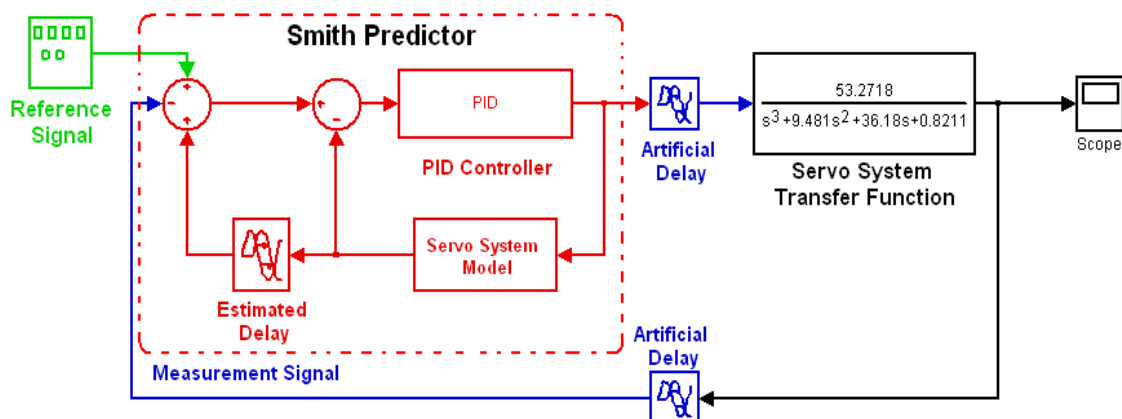 Smith Predictor
Reference
Signal
+
-
+
+
-
PID
PID Controller
Artificial
Delay
53.2718
s³+9.481s²+36.18s+0.8211
Servo System
Transfer Function
Scope
Servo System
Model
Estimated
Delay
Measurement Signal
Artificial
Delay